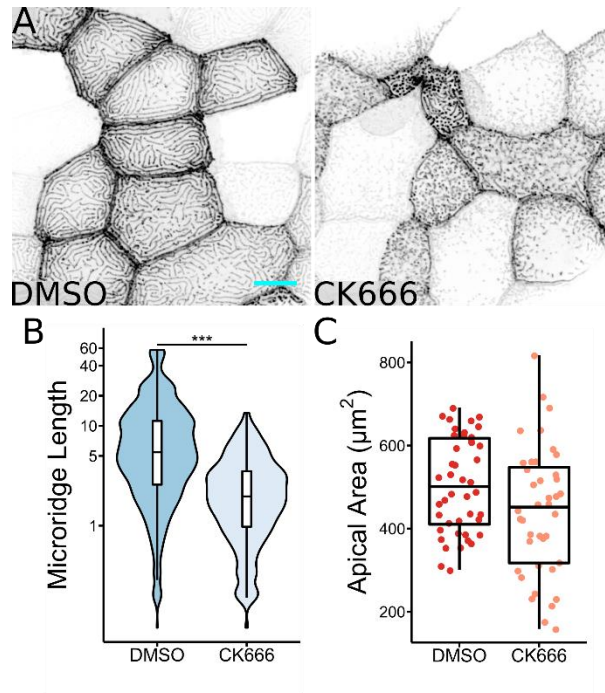 A
DMSO
CK666
B
Microridge Length
60
40
20
10
5
1
***
DMSO
CK666
C
Apical Area (µm²)
800
600
400
200
DMSO
CK666